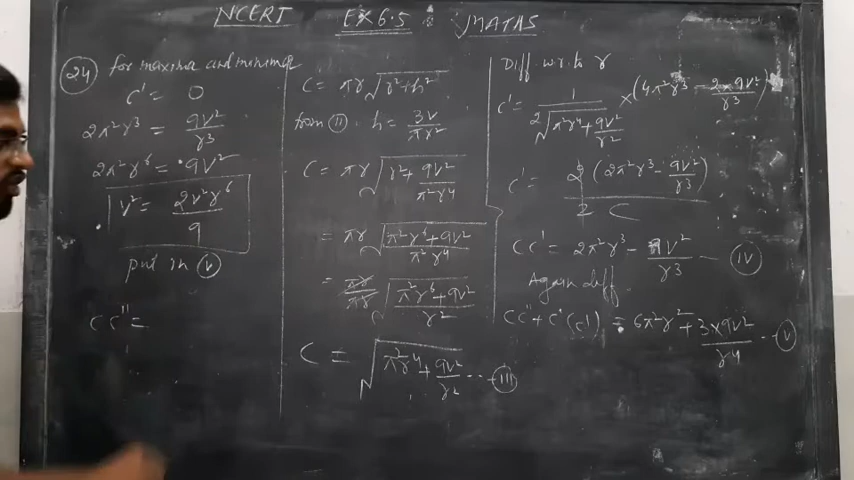 NCERT EX 6.5 MATHS
24 for maxima and minima
C' = 0
2π²r³ = 9V²/r³
2π²r⁶ = 9V²
V² = 2V²r⁶/9
put in V
CC'' =
C = πr√(r²+h²)
from II h = 3V/πr²
C = πr√(r² + 9V²/π²r⁴)
= πr√((π²r⁶+9V²)/π²r⁴)
= πr/πr √((π²r⁶+9V²)/r²)
C = √(π²r⁴ + 9V²/r²) --- III
Diff w.r. to r
C' = 1/(2√(π²r⁴+9V²/r²)) × (4π²r³ - 2×9V²/r³)
C' = 2(2π²r³ - 9V²/r³)/2C
CC' = 2π²r³ - 9V²/r³ --- IV
Again diff.
CC'' + C'(C') = 6π²r² + 3×9V²/r⁴ --- V